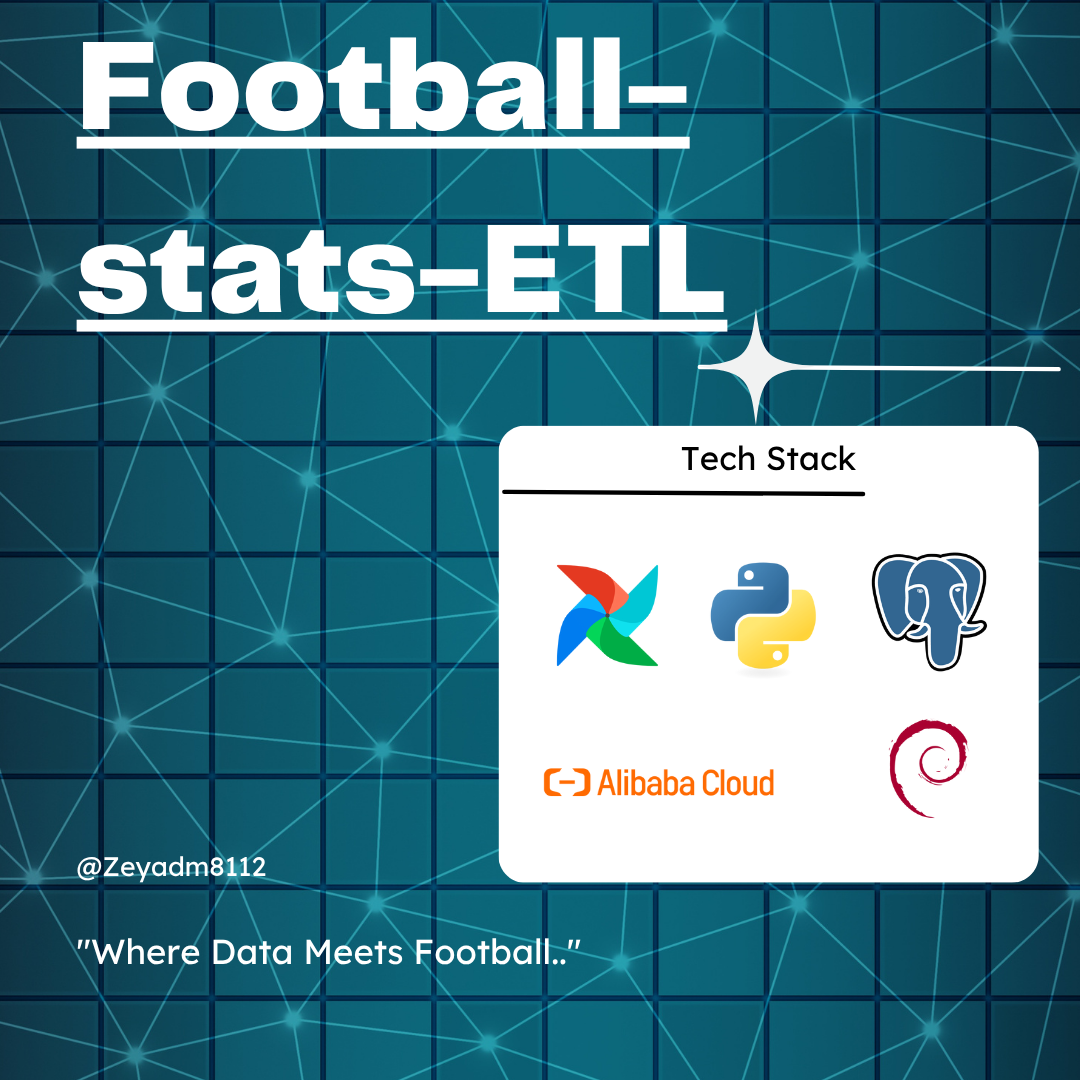 Football-
stats-ETL
Tech Stack
Alibaba Cloud
@Zeyadm8112
"Where Data Meets Football.."